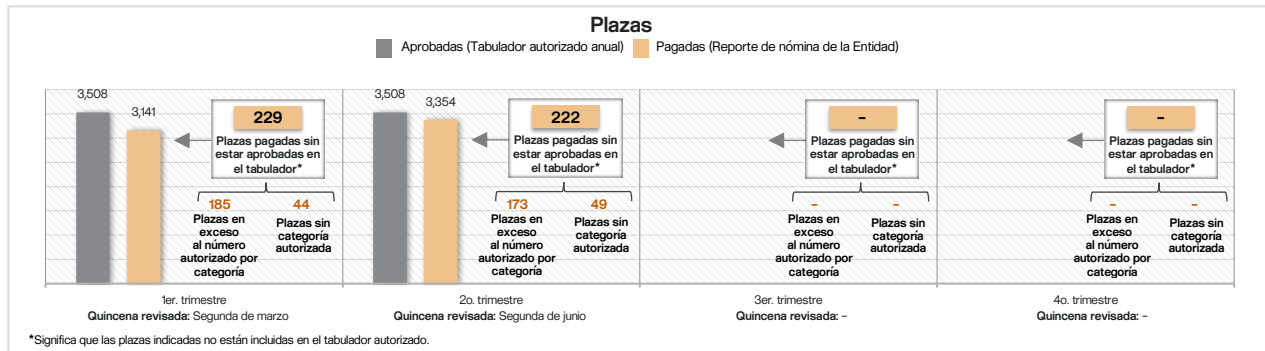 Plazas
Aprobadas (Tabulador autorizado anual)
Pagadas (Reporte de nómina de la Entidad)
3,508
3,141
229
Plazas pagadas sin
estar aprobadas en
el tabulador*
185
44
Plazas en
exceso
al número
autorizado por
categoría
Plazas sin
categoría
autorizada
3,508
3,354
222
Plazas pagadas sin
estar aprobadas en
el tabulador*
173
49
Plazas en
exceso
al número
autorizado por
categoría
Plazas sin
categoría
autorizada
-
Plazas pagadas sin
estar aprobadas en
el tabulador*
-
-
Plazas en
exceso
al número
autorizado por
categoría
Plazas sin
categoría
autorizada
-
Plazas pagadas sin
estar aprobadas en
el tabulador*
-
-
Plazas en
exceso
al número
autorizado por
categoría
Plazas sin
categoría
autorizada
1er. trimestre
Quincena revisada: Segunda de marzo
2o. trimestre
Quincena revisada: Segunda de junio
3er. trimestre
Quincena revisada: -
4o. trimestre
Quincena revisada: -
*Significa que las plazas indicadas no están incluidas en el tabulador autorizado.